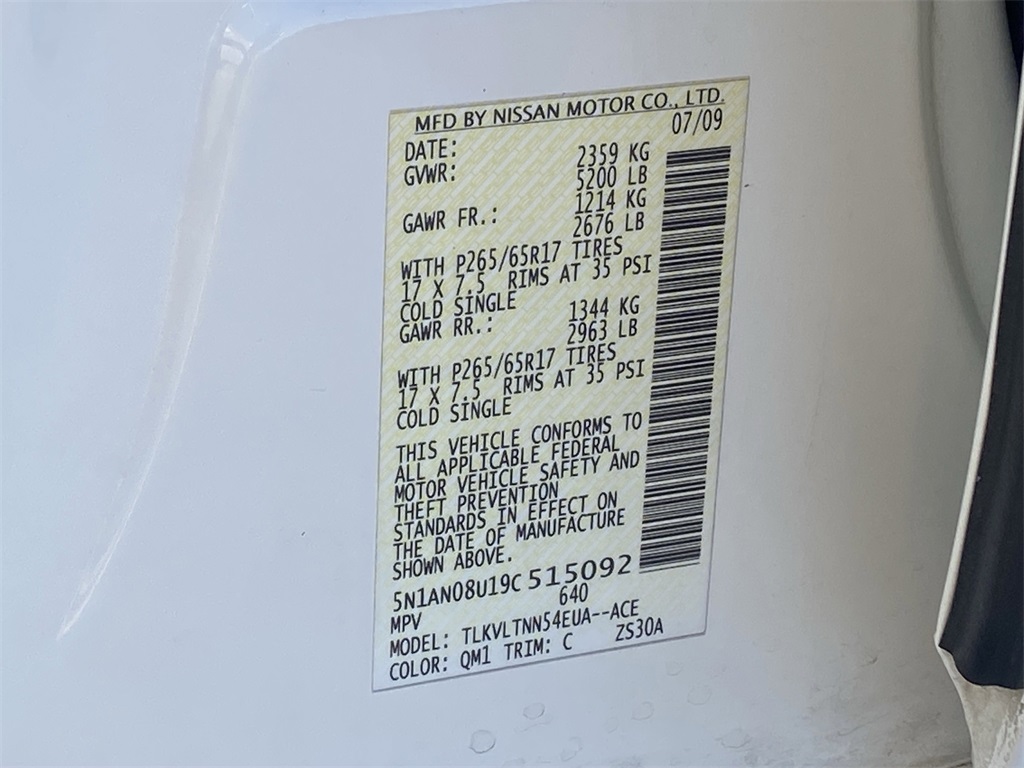 MFD BY NISSAN MOTOR CO., LTD.
07/09
DATE:
GVWR: 2359 KG
5200 LB
GAWR FR.: 1214 KG
2676 LB
WITH P265/65R17 TIRES
17 X 7.5 RIMS AT 35 PSI
COLD SINGLE
GAWR RR.: 1344 KG
2963 LB
WITH P265/65R17 TIRES
17 X 7.5 RIMS AT 35 PSI
COLD SINGLE
THIS VEHICLE CONFORMS TO
ALL APPLICABLE FEDERAL
MOTOR VEHICLE SAFETY AND
THEFT PREVENTION
STANDARDS IN EFFECT ON
THE DATE OF MANUFACTURE
SHOWN ABOVE.
5N1AN08U19C515092
MPV 640
MODEL: TLKVLTNN54EUA--ACE
COLOR: QM1 TRIM: C ZS30A